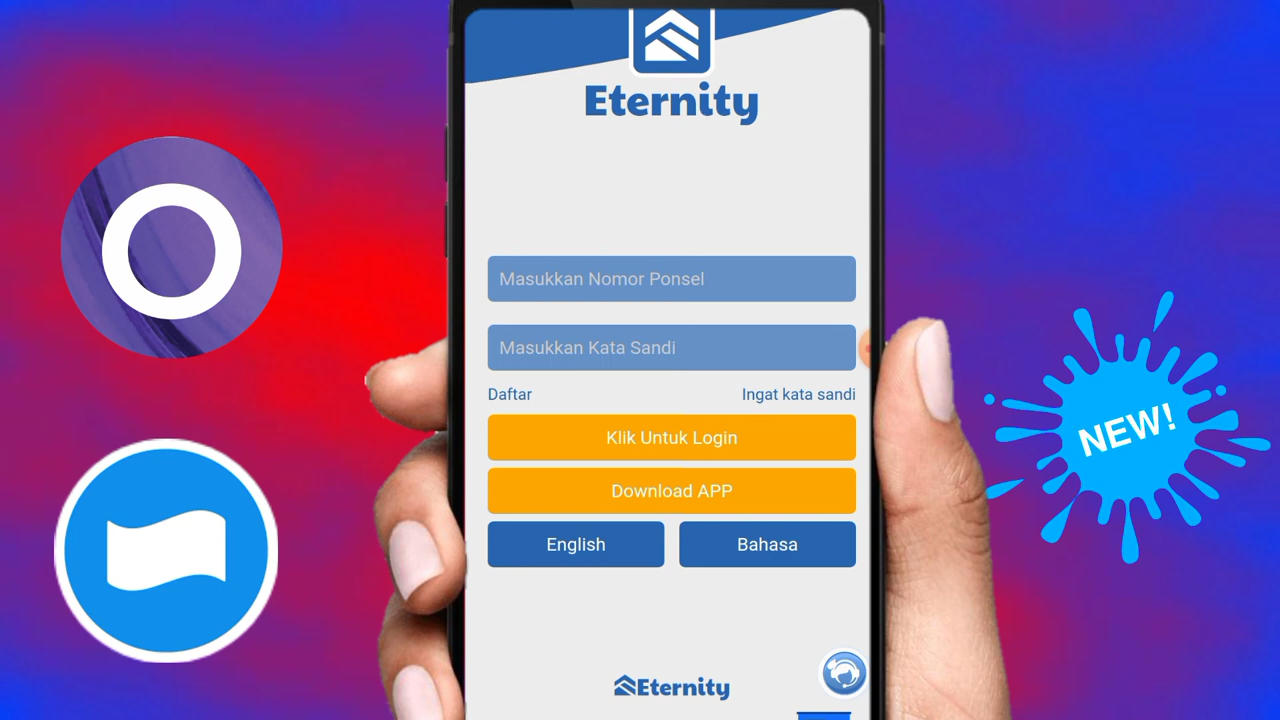 Eternity
Masukkan Nomor Ponsel
Masukkan Kata Sandi
Daftar
Ingat kata sandi
Klik Untuk Login
Download APP
English
Bahasa
NEW!
Eternity